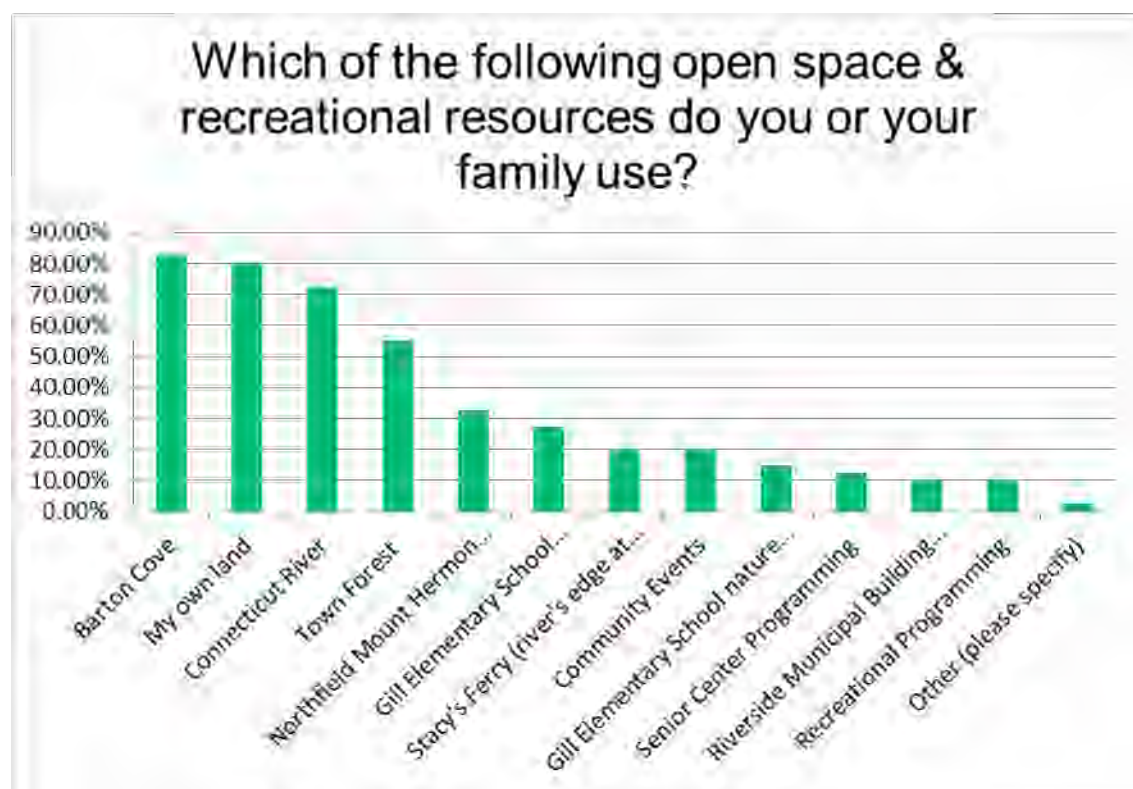 Which of the following open space &
recreational resources do you or your
family use?
90.00%
80.00%
70.00%
60.00%
50.00%
40.00%
30.00%
20.00%
10.00%
0.00%
Barton Cove
My own land
Connecticut River
Town Forest
Northfield Mount Hermon...
Gill Elementary School...
Stacy's Ferry (river's edge at...
Community Events
Gill Elementary School nature...
Senior Center Programming
Riverside Municipal Building...
Recreational Programming
Other (please specify)